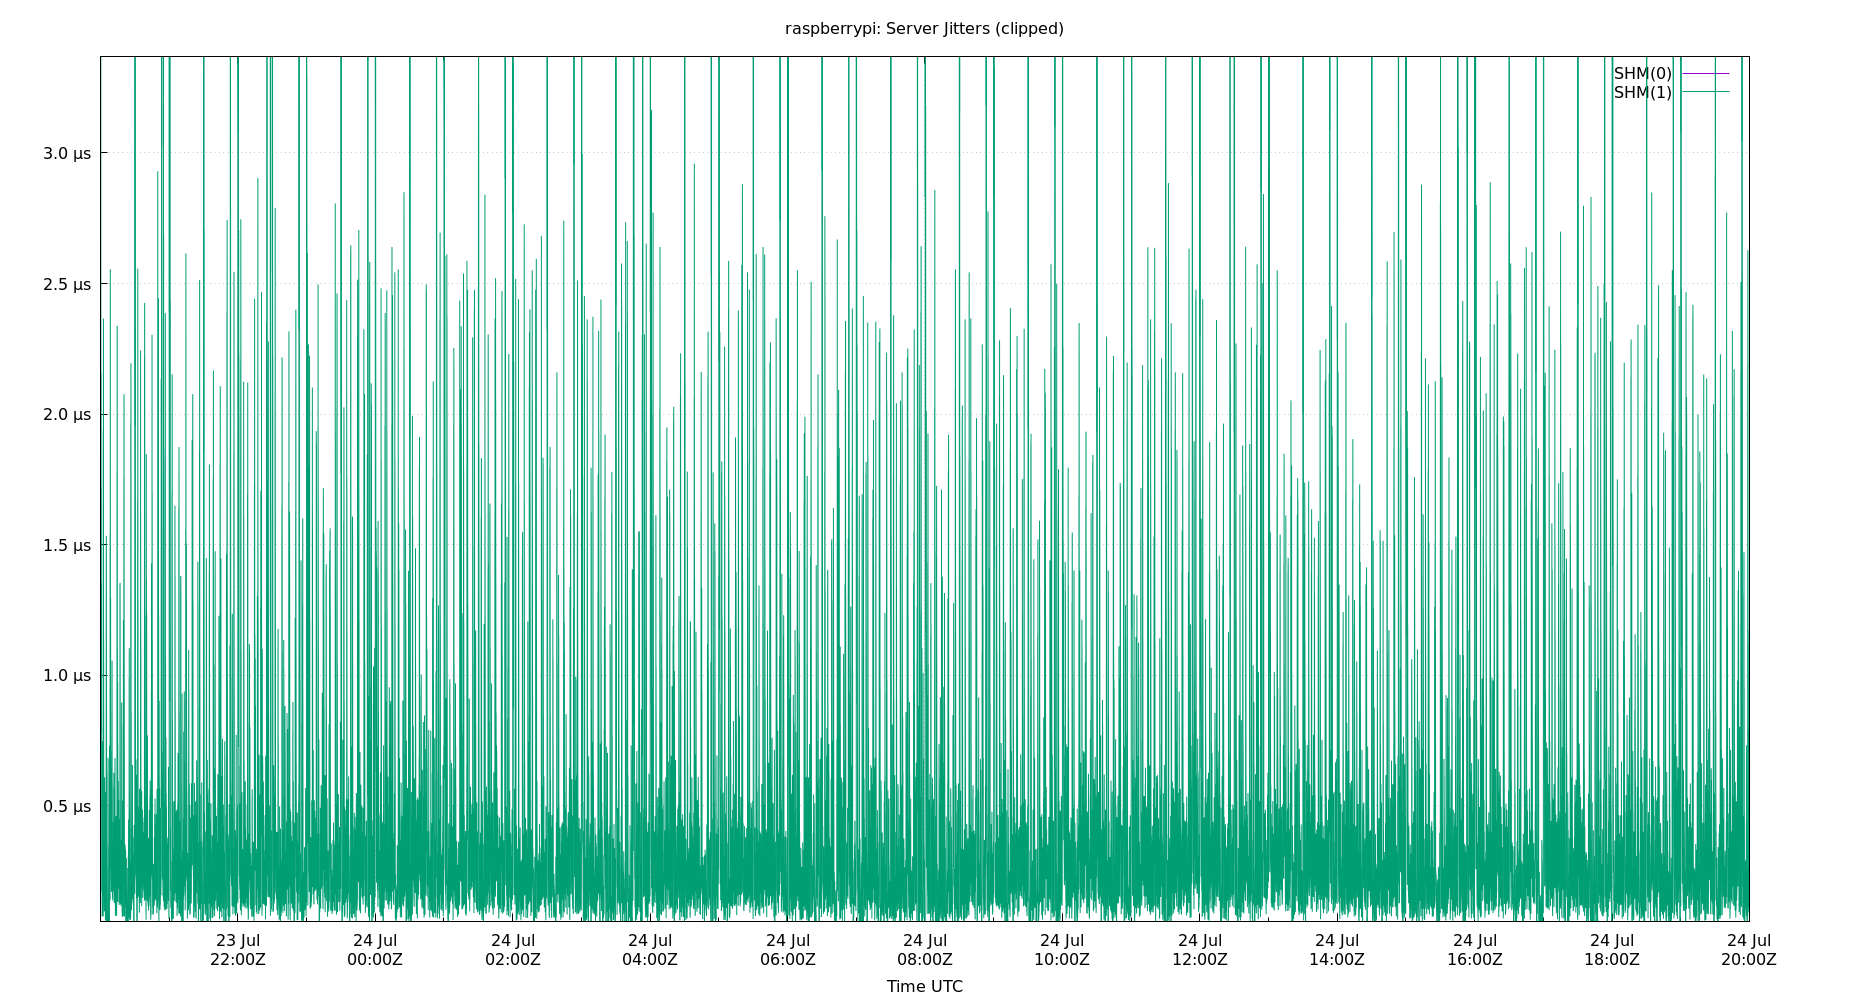 raspberrypi: Server Jitters (clipped)
SHM(0)
SHM(1)
3.0 µs
2.5 µs
2.0 µs
1.5 µs
1.0 µs
0.5 µs
23 Jul 24 Jul 24 Jul 24 Jul 24 Jul 24 Jul 24 Jul 24 Jul 24 Jul 24 Jul 24 Jul 24 Jul
22:00Z 00:00Z 02:00Z 04:00Z 06:00Z 08:00Z 10:00Z 12:00Z 14:00Z 16:00Z 18:00Z 20:00Z
Time UTC